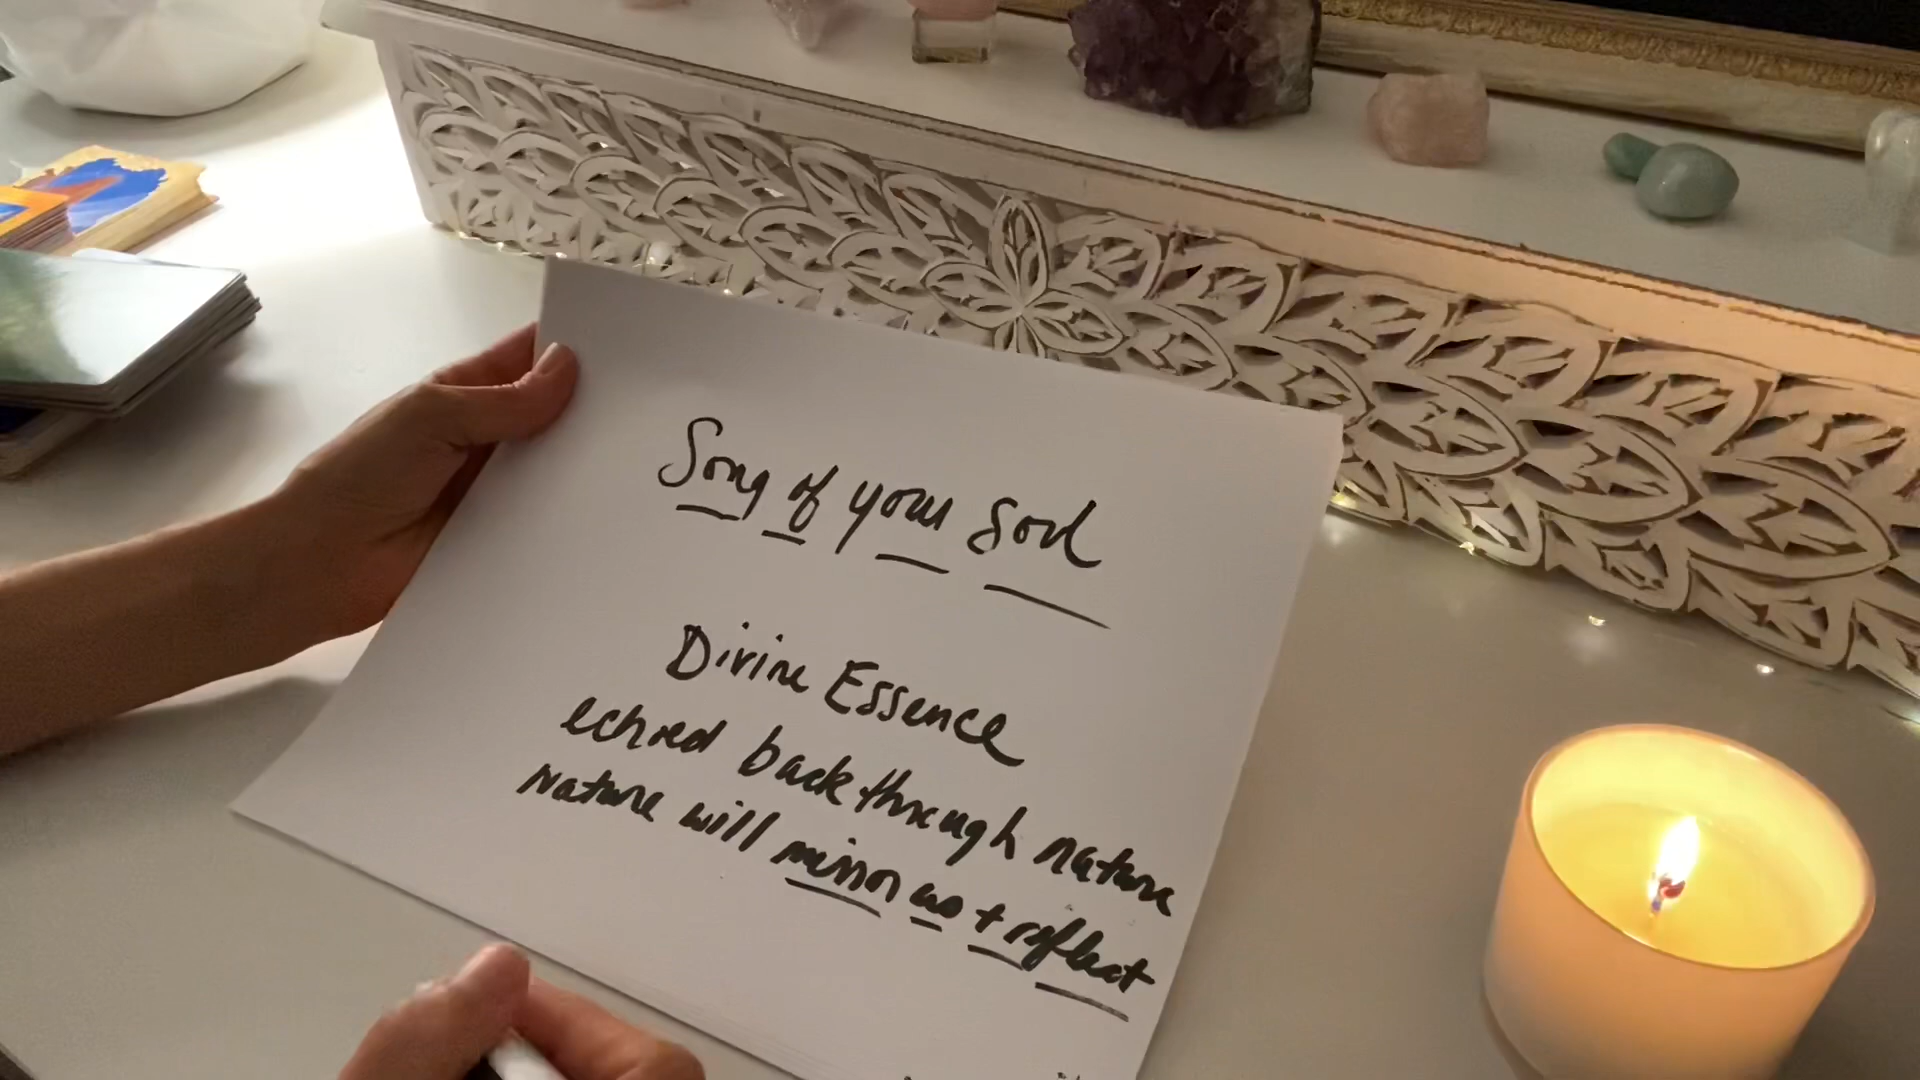 Song of your Soul
Divine Essence
echoed back through nature
nature will mirror us + reflect